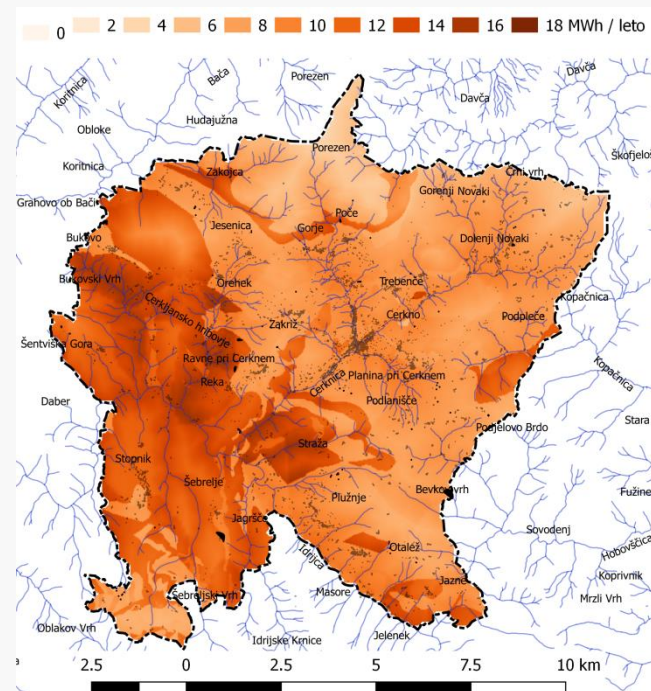 0 2 4 6 8 10 12 14 16 18 MWh / leto
Koritnica
Bača
Porezen
Davča
Davča
Obloke
Hudajužna
Koritnica
Porezen
Črni vrh
Škofjeloš
Zakojca
Grahovo ob Bači
Gorenji Novaki
Poče
Jesenica
Gorje
Bukovo
Dolenji Novaki
Bukovski Vrh
Orehek
Trebenče
Kopačnica
Cerkljansko hribovje
Zakriž
Cerkno
Podpleče
Šentviška Gora
Ravne pri Cerknem
Kopačnica
Reka
Cerknica
Planina pri Cerknem
Daber
Podlanišče
Stara
Podjelovo Brdo
Straža
Stopnik
Šebrelje
Bevkov vrh
Fužine
Plužnje
Jagršče
Sovodenj
Idrijca
Otalež
Hobovščica
Jazne
Koprivnik
Šebreljski Vrh
Masore
Mrzli Vrh
Oblakov Vrh
Idrijske Krnice
Jelenek
2.5 0 2.5 5 7.5 10 km